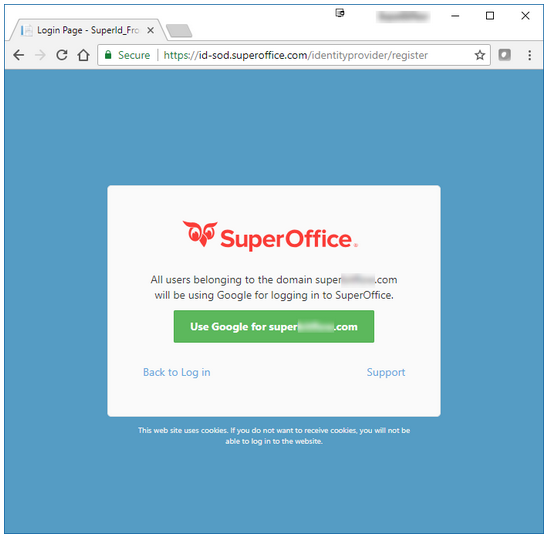 Login Page - SuperId_Fro
Secure https://id-sod.superoffice.com/identityprovider/register
SuperOffice®
All users belonging to the domain super .com
will be using Google for logging in to SuperOffice.
Use Google for super .com
Back to Log in Support
This web site uses cookies. If you do not want to receive cookies, you will not be
able to log in to the website.